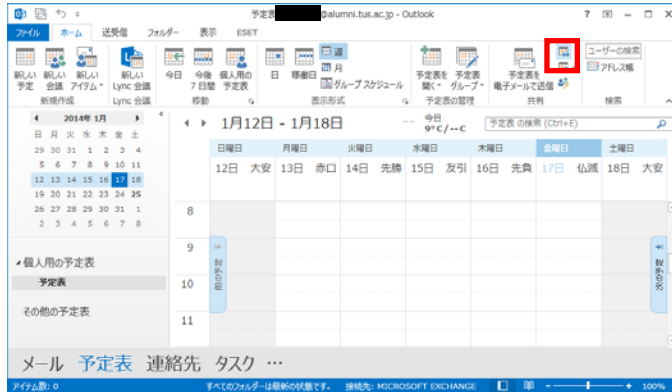 予定表 @alumni.tus.ac.jp - Outlook
ファイル ホーム 送受信 フォルダー 表示 ESET
新しい予定 新しい会議 新しいアイテム 新しい Lync 会議 今日 今後 7 日間 個人用の予定表 日 稼働日 週 月 グループ スケジュール 予定表を開く 予定表グループ 予定表を電子メールで送信 ユーザーの検索 アドレス帳
新規作成 Lync 会議 移動 表示形式 予定表の管理 共有 検索
2014年 1月
日 月 火 水 木 金 土
29 30 31 1 2 3 4
5 6 7 8 9 10 11
12 13 14 15 16 17 18
19 20 21 22 23 24 25
26 27 28 29 30 31 1
2 3 4 5 6 7 8
個人用の予定表
予定表
その他の予定表
1月12日 - 1月18日 -- 今日 9°C/--C 予定表 の検索 (Ctrl+E)
日曜日 月曜日 火曜日 水曜日 木曜日 金曜日 土曜日
12日 大安 13日 赤口 14日 先勝 15日 友引 16日 先負 17日 仏滅 18日 大安
8
9
10
11
前の予定
次の予定
メール 予定表 連絡先 タスク ···
アイテム数: 0 すべてのフォルダーは最新の状態です。 接続先: MICROSOFT EXCHANGE 100%